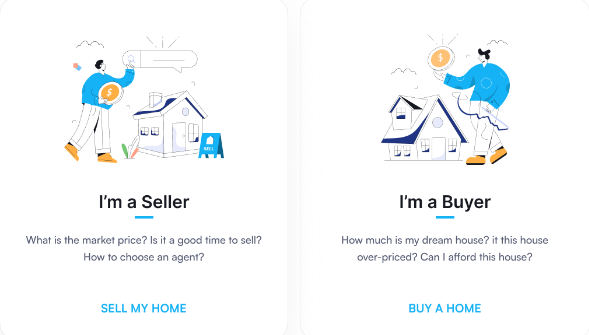 SELL
I'm a Seller
What is the market price? Is it a good time to sell?
How to choose an agent?
SELL MY HOME
I'm a Buyer
How much is my dream house? it this house
over-priced? Can I afford this house?
BUY A HOME